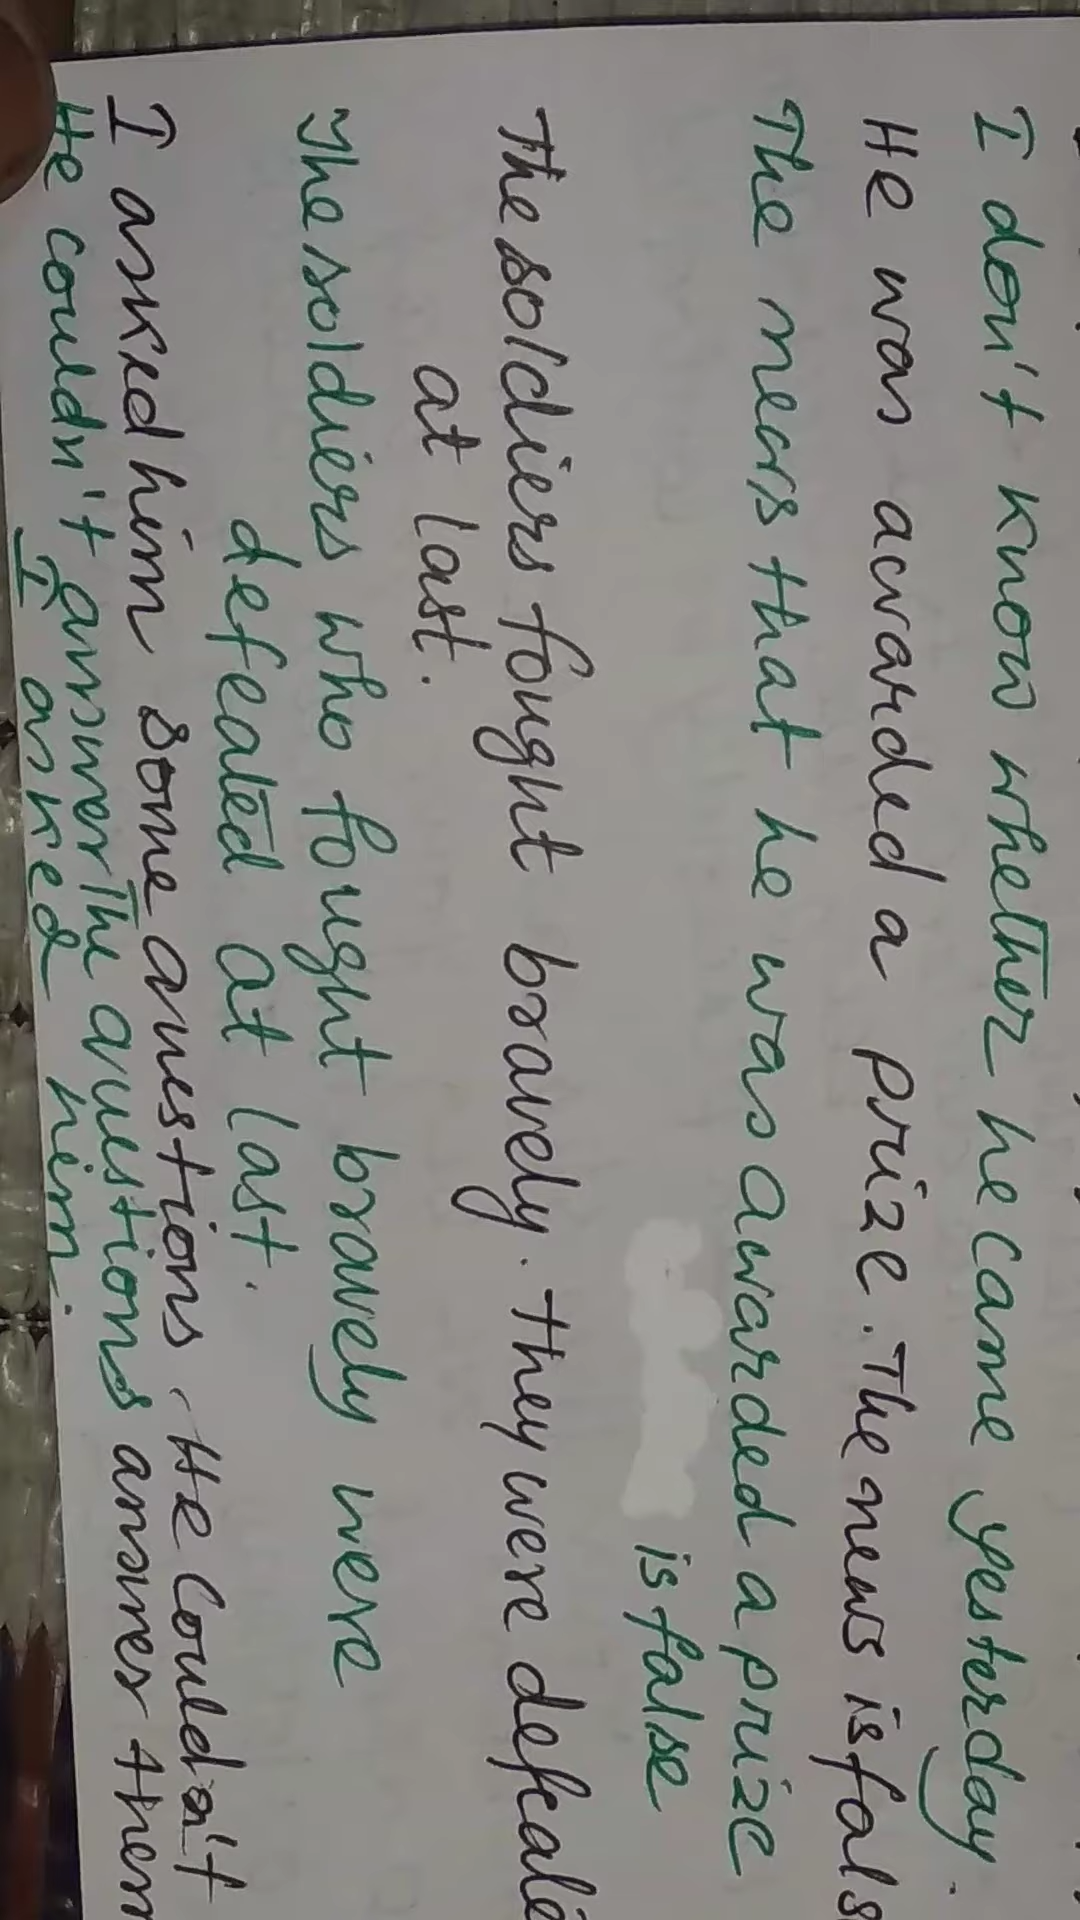 I don't know whether he came yesterday.
He was awarded a prize. The news is fals
The news that he was awarded a prize
is false
The soldiers fought bravely. They were defeate
at last.
The soldiers who fought bravely were
defeated at last.
I asked him some questions. He couldn't
answer them
He couldn't answer the questions
I asked him.